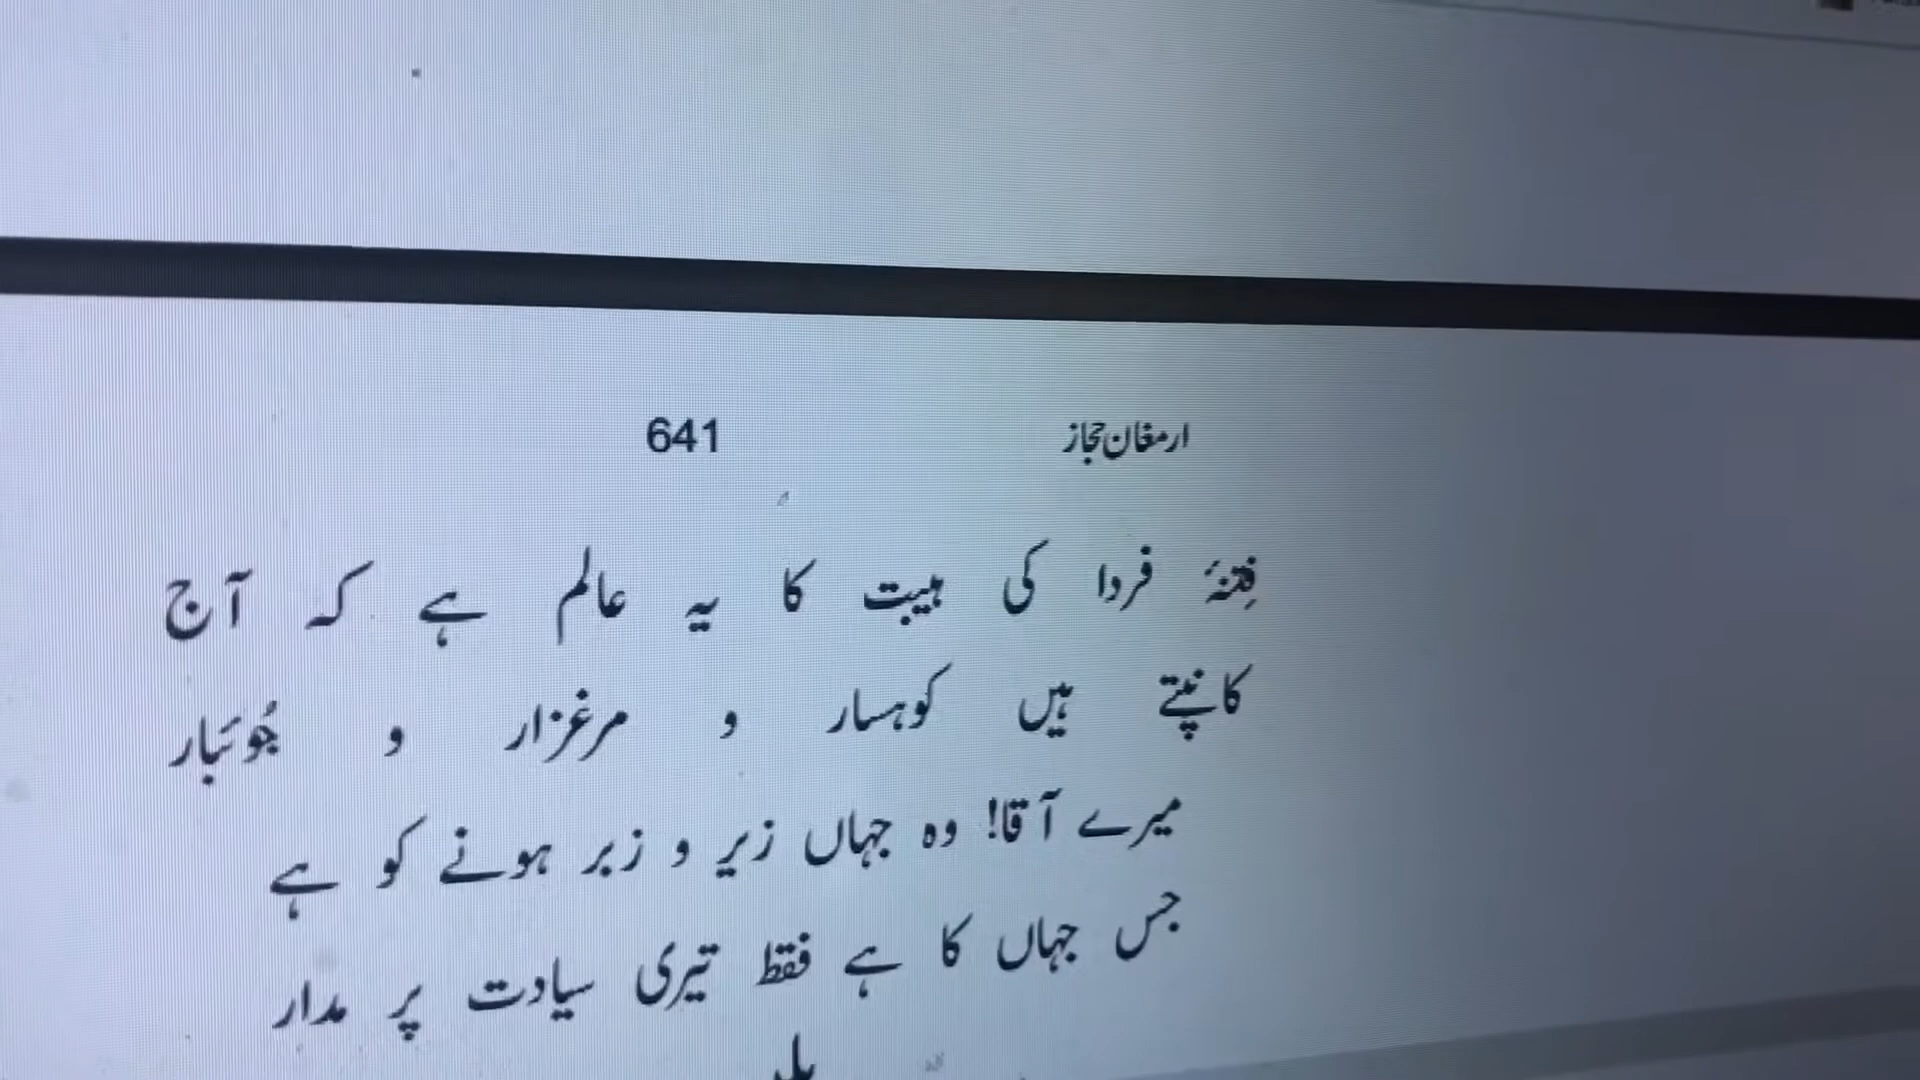 ارمغان حجاز 641
فِتنۂ فردا کی ہیبت کا یہ عالم ہے کہ آج
کانپتے ہیں کوہسار و مرغزار و جُوئبار
میرے آقا! وہ جہاں زیر و زبر ہونے کو ہے
جس جہاں کا ہے فقط تیری سیادت پر مدار